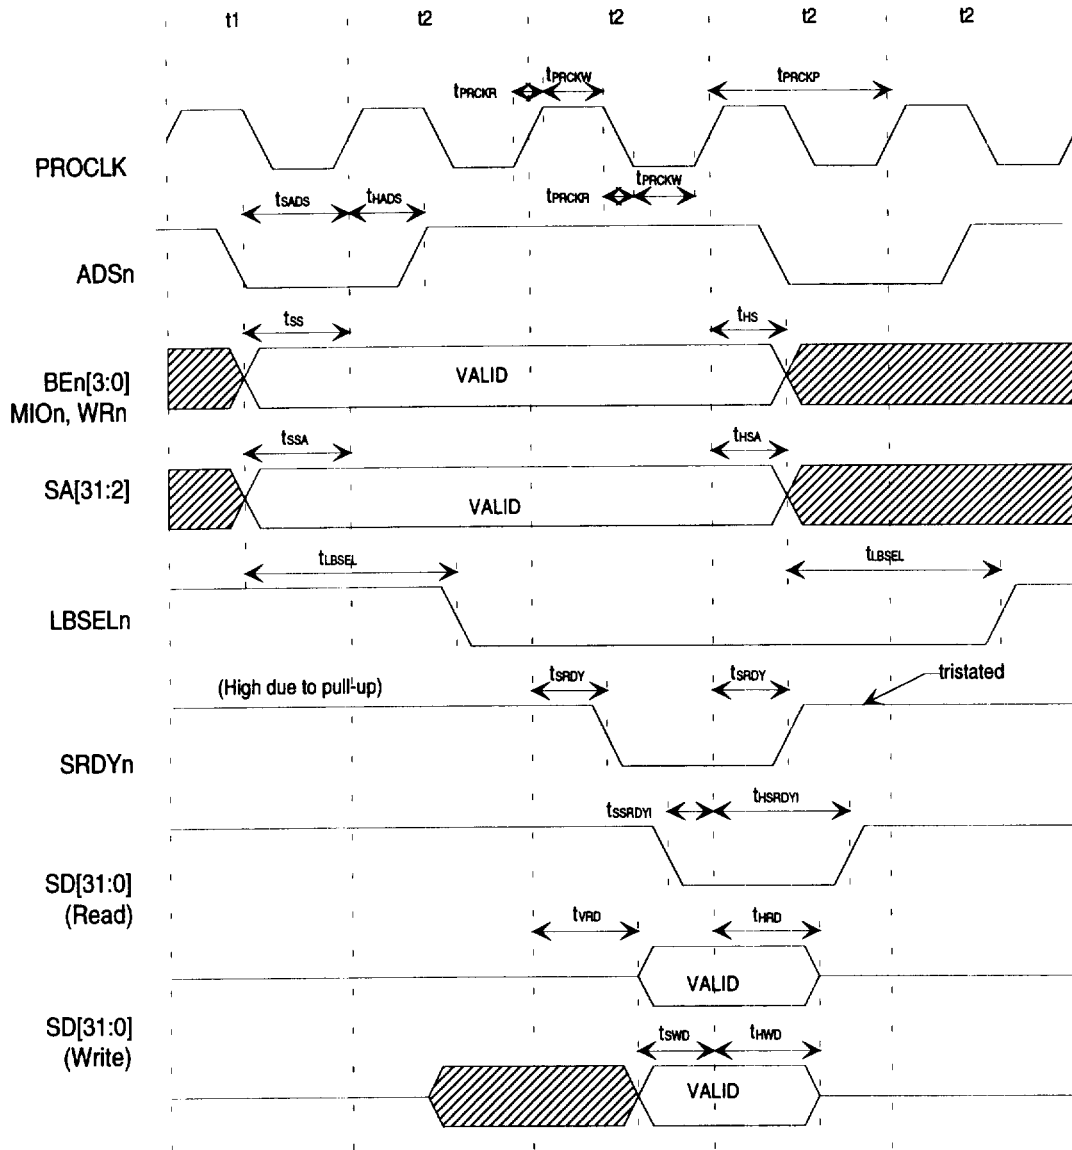 t1 t2 t2 t2 t2
tPRCKR tPRCKW tPRCKP
PROCLK
tPRCKR tPRCKW
tSADS tHADS
ADSn
tSS tHS
BEn[3:0] VALID
MIOn, WRn
tSSA tHSA
SA[31:2] VALID
tLBSEL tLBSEL
LBSELn
(High due to pull-up) tSRDY tSRDY tristated
SRDYn
tSSRDYI tHSRDYI
SD[31:0]
(Read)
tVRD tHRD
VALID
SD[31:0]
(Write)
tSWD tHWD
VALID